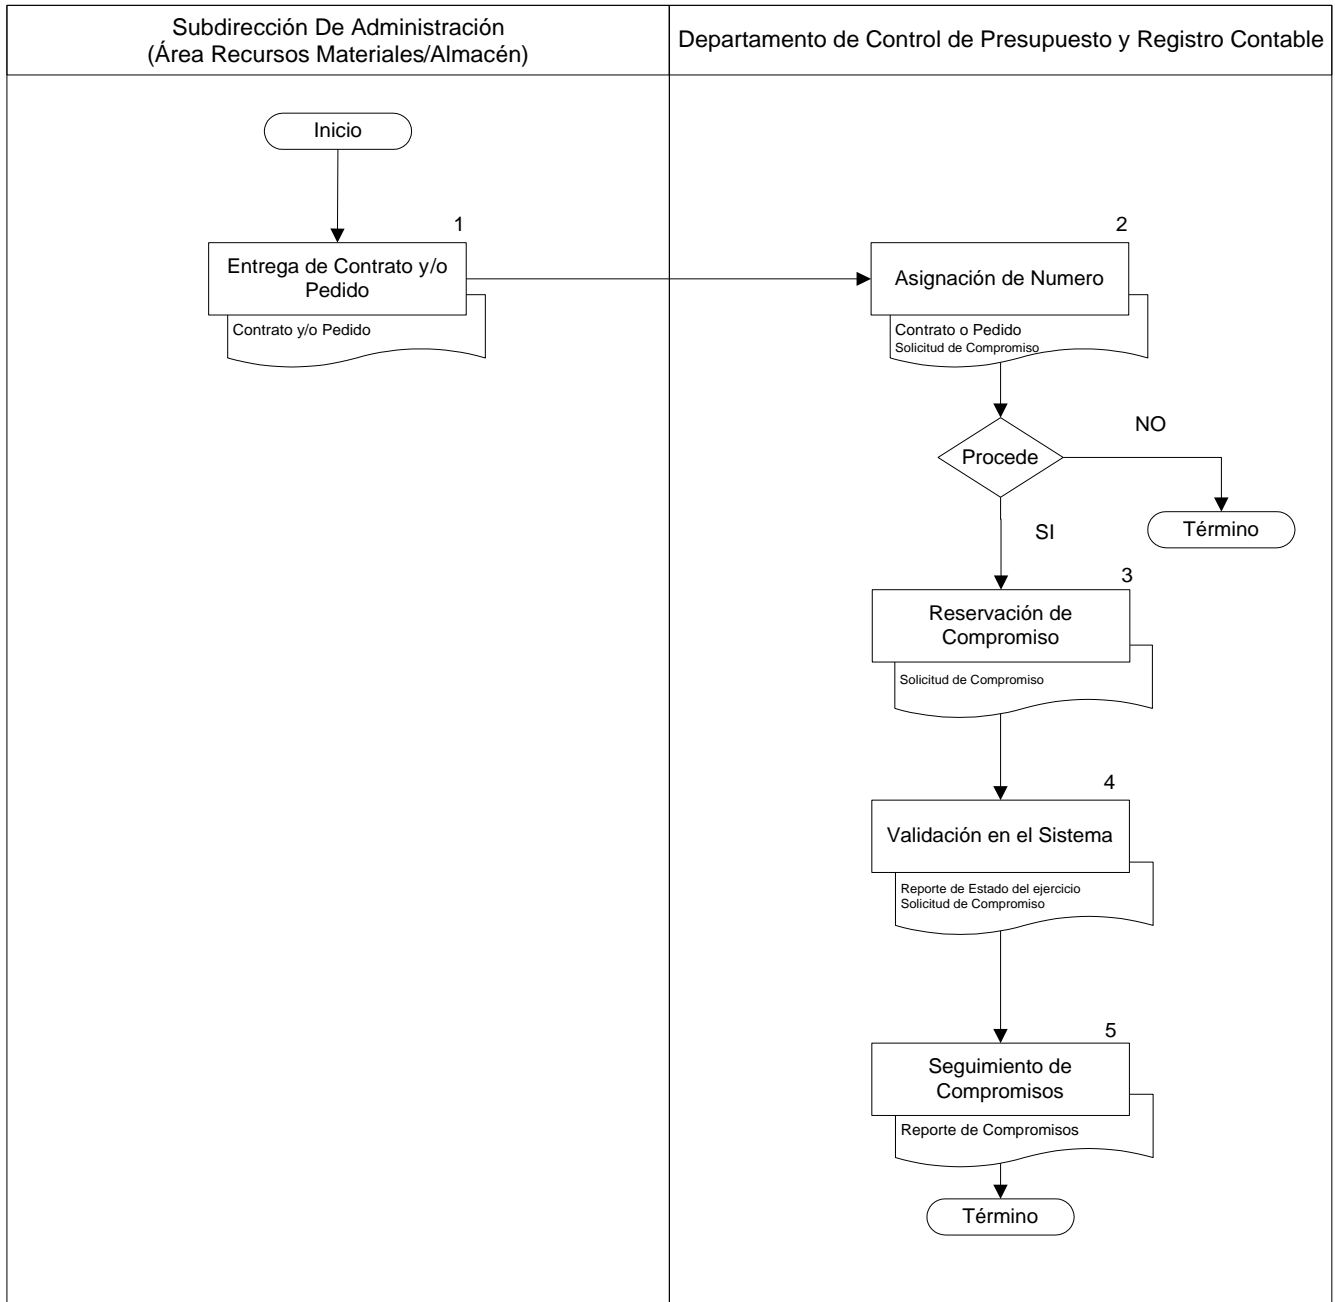 Subdirección De Administración
(Área Recursos Materiales/Almacén)
Departamento de Control de Presupuesto y Registro Contable
Inicio
1
Entrega de Contrato y/o
Pedido
Contrato y/o Pedido
2
Asignación de Numero
Contrato o Pedido
Solicitud de Compromiso
Procede
NO
Término
SI
3
Reservación de
Compromiso
Solicitud de Compromiso
4
Validación en el Sistema
Reporte de Estado del ejercicio
Solicitud de Compromiso
5
Seguimiento de
Compromisos
Reporte de Compromisos
Término